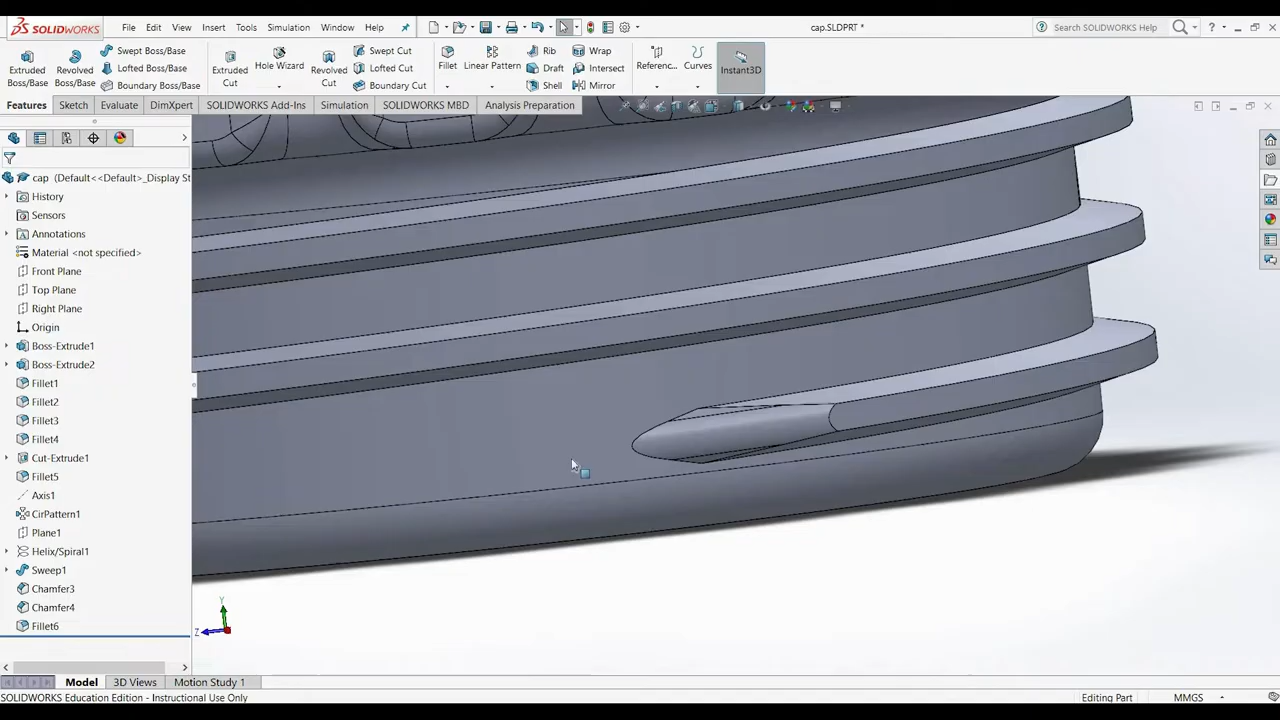 SOLIDWORKS File Edit View Insert Tools Simulation Window Help cap.SLDPRT * Search SOLIDWORKS Help
Extruded Boss/Base
Revolved Boss/Base
Swept Boss/Base
Lofted Boss/Base
Boundary Boss/Base
Extruded Cut
Hole Wizard
Revolved Cut
Swept Cut
Lofted Cut
Boundary Cut
Fillet
Linear Pattern
Rib
Draft
Shell
Wrap
Intersect
Mirror
Referenc...
Curves
Instant3D
Features Sketch Evaluate DimXpert SOLIDWORKS Add-Ins Simulation SOLIDWORKS MBD Analysis Preparation
cap (Default<<Default>_Display St
History
Sensors
Annotations
Material <not specified>
Front Plane
Top Plane
Right Plane
Origin
Boss-Extrude1
Boss-Extrude2
Fillet1
Fillet2
Fillet3
Fillet4
Cut-Extrude1
Fillet5
Axis1
CirPattern1
Plane1
Helix/Spiral1
Sweep1
Chamfer3
Chamfer4
Fillet6
Y
Z
Model 3D Views Motion Study 1
SOLIDWORKS Education Edition - Instructional Use Only Editing Part MMGS